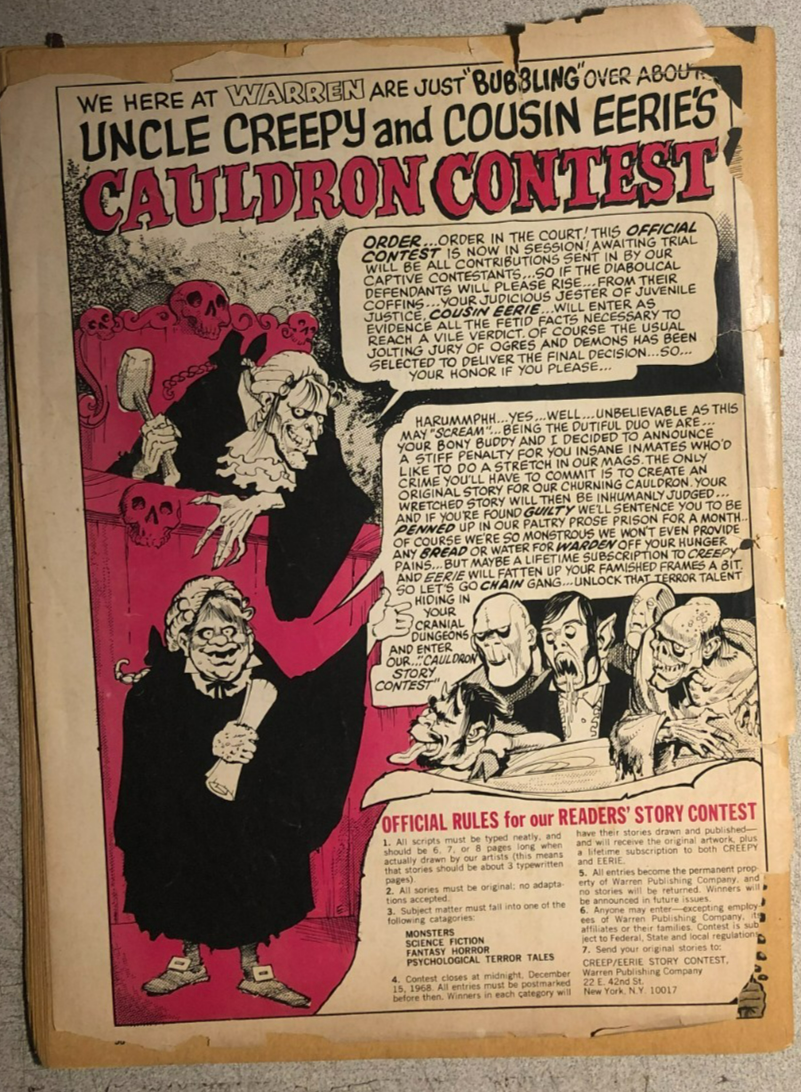 WE HERE AT WARREN ARE JUST "BUBBLING" OVER ABOUT
UNCLE CREEPY and COUSIN EERIE'S
CAULDRON CONTEST
ORDER...ORDER IN THE COURT! THIS OFFICIAL
CONTEST IS NOW IN SESSION! AWAITING TRIAL
WILL BE ALL CONTRIBUTIONS SENT IN BY OUR
CAPTIVE CONTESTANTS...SO IF THE DIABOLICAL
DEFENDANTS WILL PLEASE RISE...FROM THEIR
COFFINS...YOUR JUDICIOUS JESTER OF JUVENILE
JUSTICE, COUSIN EERIE...WILL ENTER AS
EVIDENCE ALL THE FETID FACTS NECESSARY TO
REACH A VILE VERDICT. OF COURSE THE USUAL
JOLTING JURY OF OGRES AND DEMONS HAS BEEN
SELECTED TO DELIVER THE FINAL DECISION...SO...
YOUR HONOR IF YOU PLEASE...
HARUMMPHH...YES...WELL...UNBELIEVABLE AS THIS
MAY "SCREAM"...BEING THE DUTIFUL DUO WE ARE...
YOUR BONY BUDDY AND I DECIDED TO ANNOUNCE
A STIFF PENALTY FOR YOU INSANE INMATES WHO'D
LIKE TO DO A STRETCH IN OUR MAGS. THE ONLY
CRIME YOU'LL HAVE TO COMMIT IS TO CREATE AN
ORIGINAL STORY FOR OUR CHURNING CAULDRON. YOUR
WRETCHED STORY WILL THEN BE INHUMANLY JUDGED...
AND IF YOU'RE FOUND GUILTY WE'LL SENTENCE YOU TO BE
PENNED UP IN OUR PALTRY PROSE PRISON FOR A MONTH..
OF COURSE WE'RE SO MONSTROUS WE WON'T EVEN PROVIDE
ANY BREAD OR WATER FOR WARDEN OFF YOUR HUNGER
PAINS...BUT MAYBE A LIFETIME SUBSCRIPTION TO CREEPY
AND EERIE WILL FATTEN UP YOUR FAMISHED FRAMES A BIT.
SO LET'S GO CHAIN GANG...UNLOCK THAT TERROR TALENT
HIDING IN
YOUR
CRANIAL
DUNGEONS
AND ENTER
OUR..."CAULDRON
STORY
CONTEST"
OFFICIAL RULES for our READERS' STORY CONTEST
1. All scripts must be typed neatly, and
should be 6, 7, or 8 pages long when
actually drawn by our artists (this means
that stories should be about 3 typewritten
pages).
2. All sories must be original; no adapta-
tions accepted.
3. Subject matter must fall into one of the
following catagories:
MONSTERS
SCIENCE FICTION
FANTASY HORROR
PSYCHOLOGICAL TERROR TALES
4. Contest closes at midnight, December
15, 1968. All entries must be postmarked
before then. Winners in each category will
have their stories drawn and published—
and will receive the original artwork, plus
a lifetime subscription to both CREEPY
and EERIE.
5. All entries become the permanent prop-
erty of Warren Publishing Company, and
no stories will be returned. Winners will
be announced in future issues.
6. Anyone may enter—excepting employ-
ees of Warren Publishing Company, its
affiliates or their families. Contest is sub-
ject to Federal, State and local regulations
7. Send your original stories to:
CREEP/EERIE STORY CONTEST,
Warren Publishing Company
22 E. 42nd St.
New York, N.Y. 10017